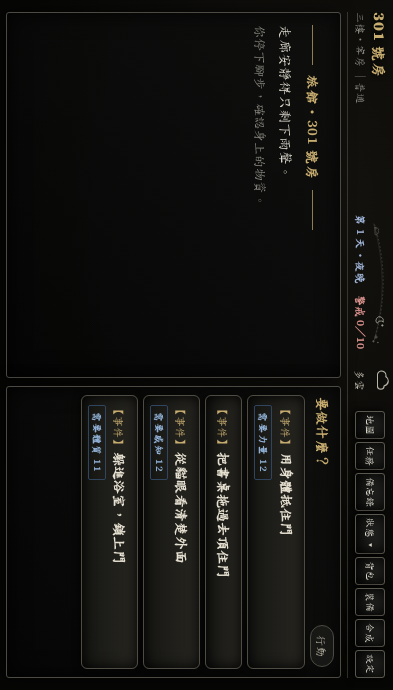 301 號房
三樓・客房 ｜ 普通
第 1 天・夜晚 警戒 0／10
多雲
地圖
任務
備忘錄
狀態 ▾
背包
裝備
合成
設定
旅館・301 號房
走廊安靜得只剩下雨聲。
你停下腳步，確認身上的物資。
要做什麼？
行動
【事件】 用身體抵住門
需要力量 12
【事件】 把書桌拖過去頂住門
【事件】 從貓眼看清楚外面
需要感知 12
【事件】 躲進浴室，鎖上門
需要體質 11